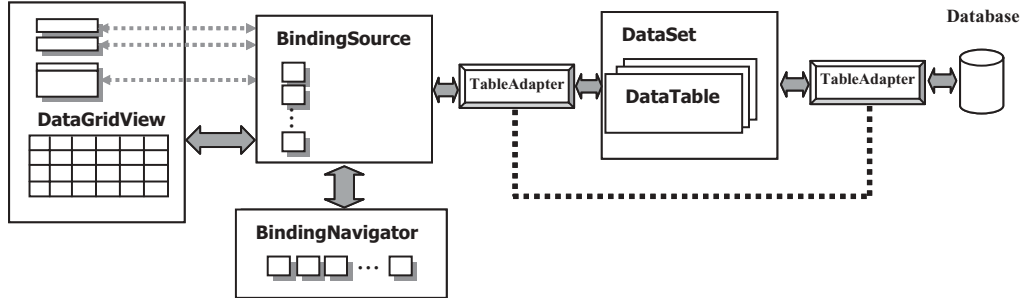 Database
BindingSource
DataSet
TableAdapter
TableAdapter
DataTable
DataGridView
BindingNavigator